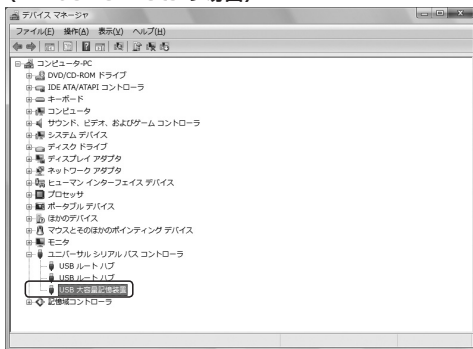 デバイス マネージャ
ファイル(F) 操作(A) 表示(V) ヘルプ(H)
コンピュータ-PC
DVD/CD-ROM ドライブ
IDE ATA/ATAPI コントローラ
キーボード
コンピュータ
サウンド、ビデオ、およびゲーム コントローラ
システム デバイス
ディスク ドライブ
ディスプレイ アダプタ
ネットワーク アダプタ
ヒューマン インターフェイス デバイス
プロセッサ
ポータブル デバイス
ほかのデバイス
マウスとそのほかのポインティング デバイス
モニタ
ユニバーサル シリアル バス コントローラ
USB ルート ハブ
USB ルート ハブ
USB 大容量記憶装置
記憶域コントローラ